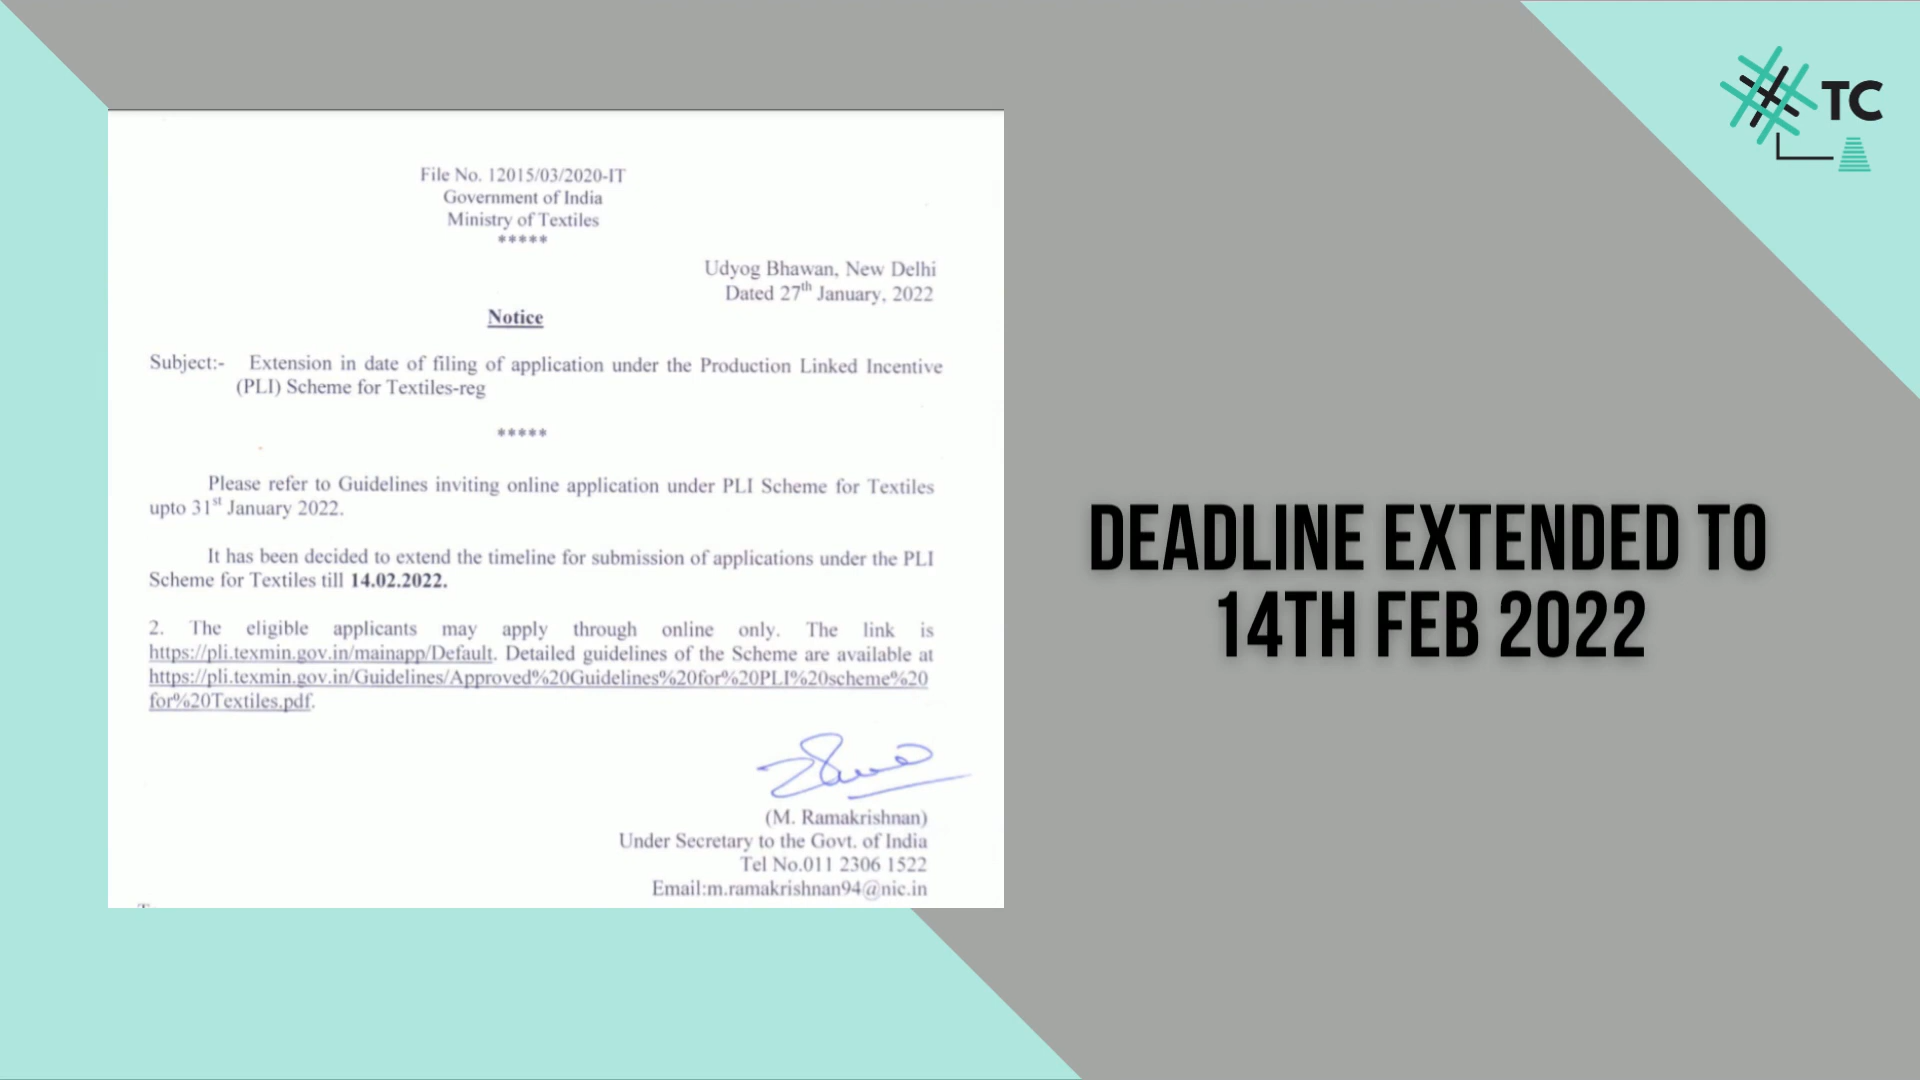 TC
File No. 12015/03/2020-IT
Government of India
Ministry of Textiles
*****
Udyog Bhawan, New Delhi
Dated 27th January, 2022
Notice
Subject:- Extension in date of filing of application under the Production Linked Incentive
(PLI) Scheme for Textiles-reg
*****
Please refer to Guidelines inviting online application under PLI Scheme for Textiles
upto 31st January 2022.
It has been decided to extend the timeline for submission of applications under the PLI
Scheme for Textiles till 14.02.2022.
2. The eligible applicants may apply through online only. The link is
https://pli.texmin.gov.in/mainapp/Default. Detailed guidelines of the Scheme are available at
https://pli.texmin.gov.in/Guidelines/Approved%20Guidelines%20for%20PLI%20scheme%20
for%20Textiles.pdf.
(M. Ramakrishnan)
Under Secretary to the Govt. of India
Tel No.011 2306 1522
Email:m.ramakrishnan94@nic.in
DEADLINE EXTENDED TO
14TH FEB 2022